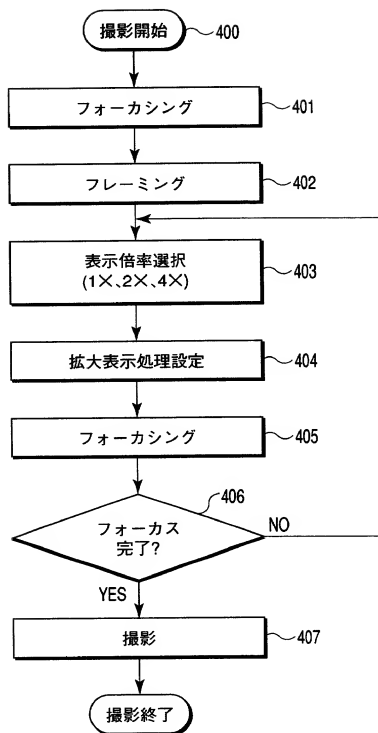 撮影開始
400
フォーカシング
401
フレーミング
402
表示倍率選択
(1×、2×、4×)
403
拡大表示処理設定
404
フォーカシング
405
406
フォーカス
完了?
NO
YES
撮影
407
撮影終了